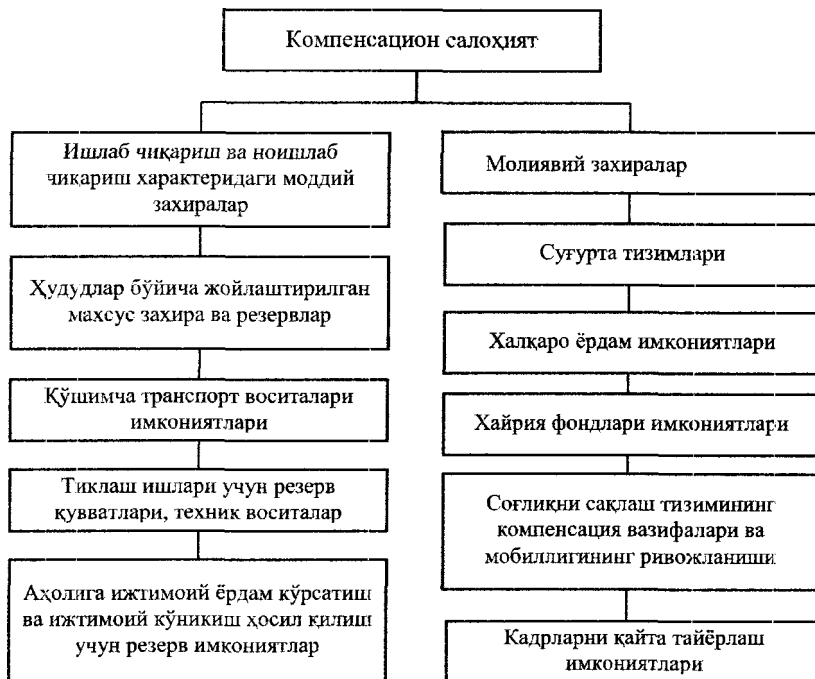 Компенсацион салоҳият
Ишлаб чиқариш ва ноишлаб
чиқариш характеридаги моддий
захиралар
Ҳудудлар бўйича жойлаштирилган
махсус захира ва резервлар
Қўшимча транспорт воситалари
имкониятлари
Тиклаш ишлари учун резерв
қувватлари, техник воситалар
Аҳолига ижтимоий ёрдам кўрсатиш
ва ижтимоий кўникиш ҳосил қилиш
учун резерв имкониятлар
Молиявий захиралар
Суғурта тизимлари
Халқаро ёрдам имкониятлари
Хайрия фондлари имкониятлари
Соғлиқни сақлаш тизимининг
компенсация вазифалари ва
мобиллигининг ривожланиши
Кадрларни қайта тайёрлаш
имкониятлари